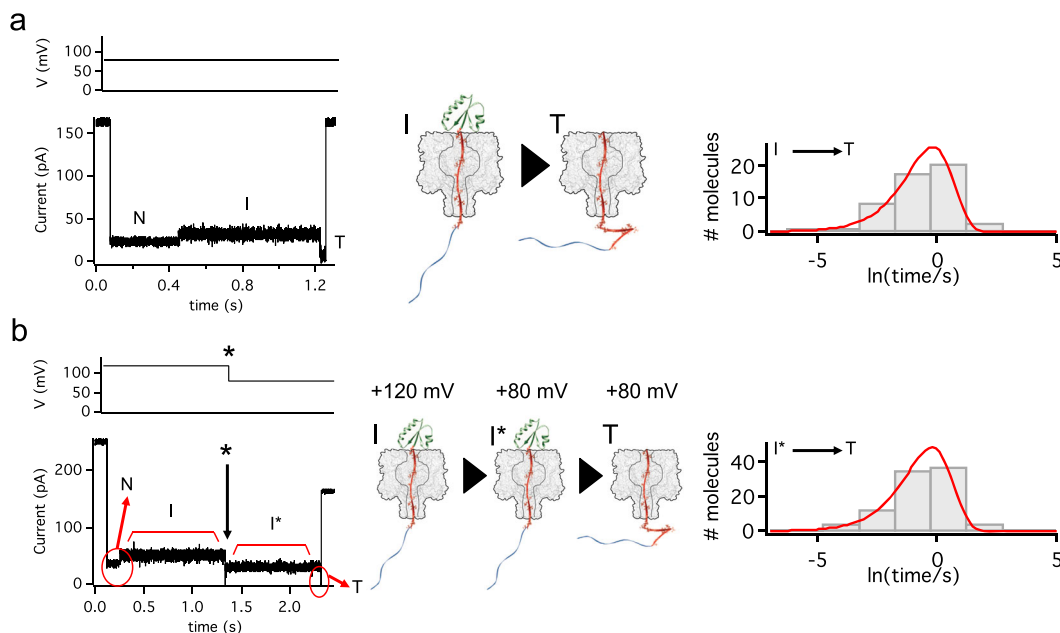 a
V (mV)
100
50
0
Current (pA)
150
100
50
0
N
I
T
0.0
0.4
0.8
1.2
time (s)
I
T
# molecules
20
10
0
I
T
-5
0
5
ln(time/s)
b
*
V (mV)
100
50
0
*
Current (pA)
200
100
50
0
N
I
I*
T
0.0
0.5
1.0
1.5
2.0
time (s)
+120 mV
+80 mV
+80 mV
I
I*
T
# molecules
40
20
0
I*
T
-5
0
5
ln(time/s)